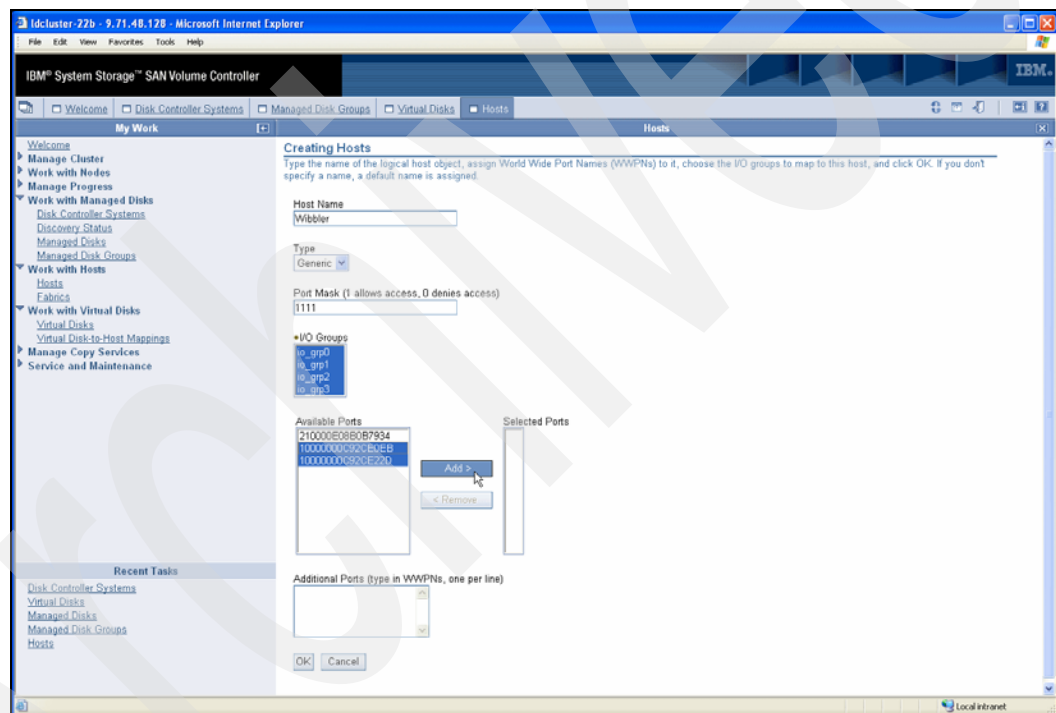 ldcluster-22b - 9.71.48.128 - Microsoft Internet Explorer
File Edit View Favorites Tools Help
IBM® System Storage™ SAN Volume Controller
IBM.
Welcome Disk Controller Systems Managed Disk Groups Virtual Disks Hosts
My Work
Hosts
Welcome
Manage Cluster
Work with Nodes
Manage Progress
Work with Managed Disks
Disk Controller Systems
Discovery Status
Managed Disks
Managed Disk Groups
Work with Hosts
Hosts
Fabrics
Work with Virtual Disks
Virtual Disks
Virtual Disk-to-Host Mappings
Manage Copy Services
Service and Maintenance
Recent Tasks
Disk Controller Systems
Virtual Disks
Managed Disks
Managed Disk Groups
Hosts
Creating Hosts
Type the name of the logical host object, assign World Wide Port Names (WWPNs) to it, choose the I/O groups to map to this host, and click OK. If you don't
specify a name, a default name is assigned.
Host Name
Wibbler
Type
Generic
Port Mask (1 allows access, 0 denies access)
1111
*I/O Groups
io_grp0
io_grp1
io_grp2
io_grp3
Available Ports
Selected Ports
210000E08B0B7934
10000000C92CE0EB
10000000C92CE22D
Add >
< Remove
Additional Ports (type in WWPNs, one per line)
OK Cancel
Local intranet